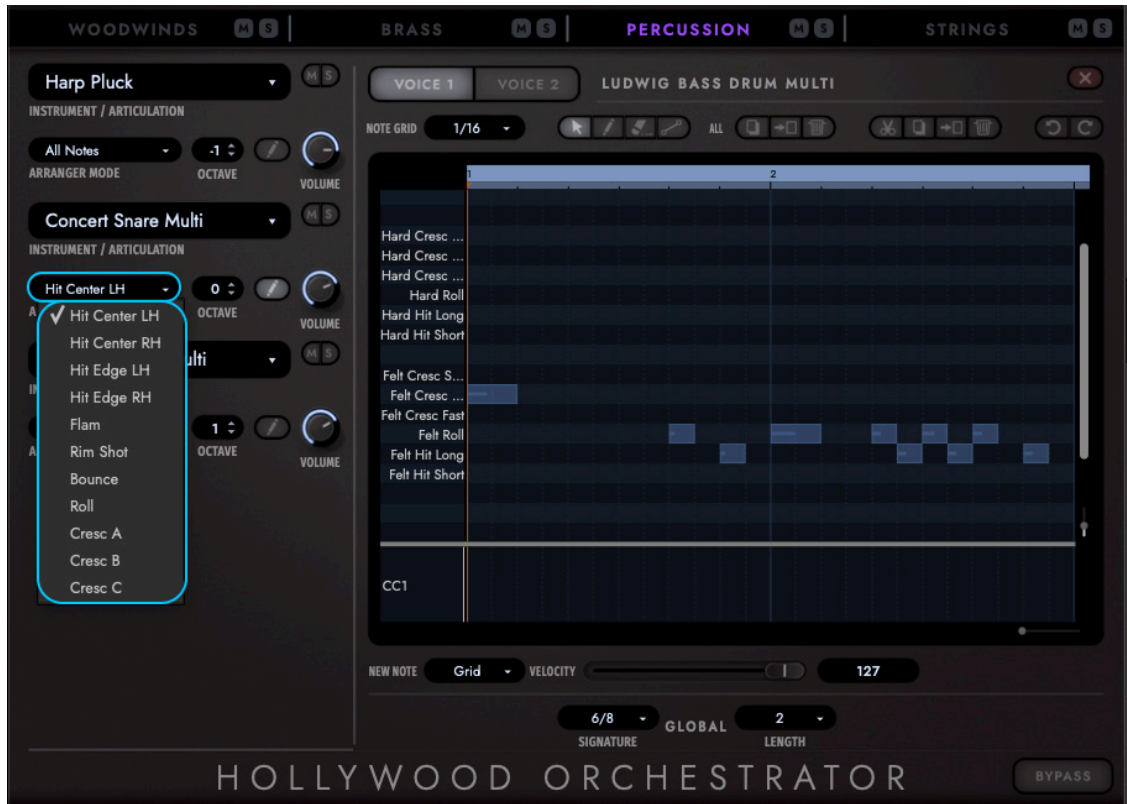 WOODWINDS M S BRASS M S PERCUSSION M S STRINGS M S
Harp Pluck M S
INSTRUMENT / ARTICULATION
All Notes -1
ARRANGER MODE OCTAVE VOLUME
Concert Snare Multi M S
INSTRUMENT / ARTICULATION
Hit Center LH 0
A OCTAVE VOLUME
Hit Center LH
Hit Center RH
Hit Edge LH
Hit Edge RH
Flam
Rim Shot
Bounce
Roll
Cresc A
Cresc B
Cresc C
ulti M S
IN
1
A OCTAVE VOLUME
VOICE 1 VOICE 2 LUDWIG BASS DRUM MULTI
NOTE GRID 1/16 ALL
1 2
Hard Cresc ...
Hard Cresc ...
Hard Cresc ...
Hard Roll
Hard Hit Long
Hard Hit Short
Felt Cresc S...
Felt Cresc ...
Felt Cresc Fast
Felt Roll
Felt Hit Long
Felt Hit Short
CC1
NEW NOTE Grid VELOCITY 127
6/8 GLOBAL 2
SIGNATURE LENGTH
HOLLYWOOD ORCHESTRATOR BYPASS